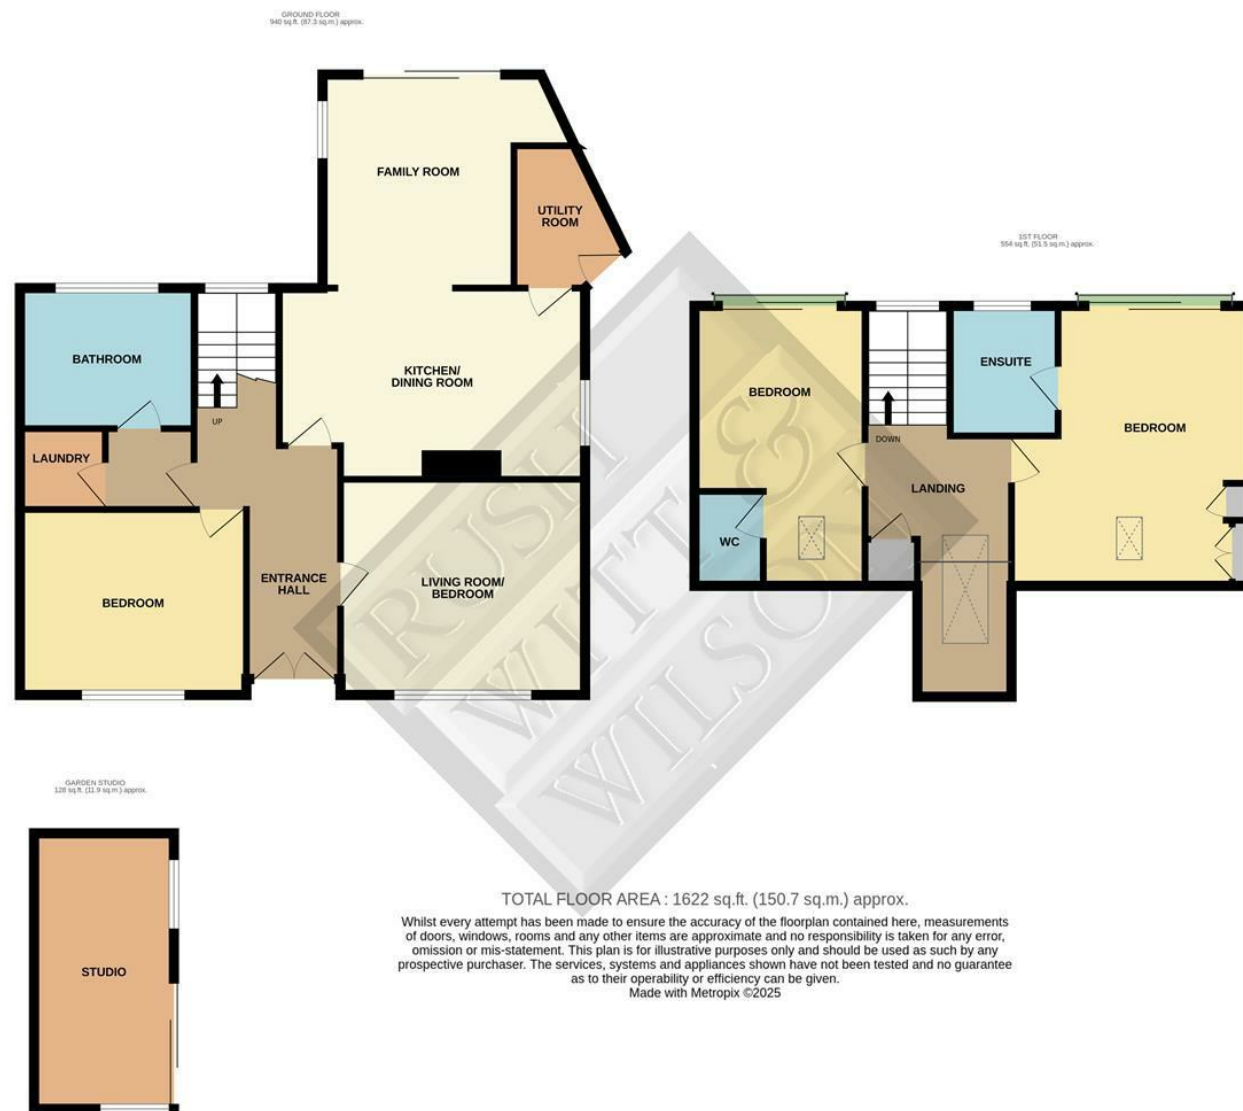 GROUND FLOOR
940 sq.ft. (87.3 sq.m.) approx.
FAMILY ROOM
UTILITY
ROOM
BATHROOM
KITCHEN/
DINING ROOM
UP
LAUNDRY
BEDROOM
ENTRANCE
HALL
LIVING ROOM/
BEDROOM
1ST FLOOR
554 sq.ft. (51.5 sq.m.) approx.
BEDROOM
ENSUITE
BEDROOM
DOWN
LANDING
WC
RUSH
WITT &
WILSON
GARDEN STUDIO
128 sq.ft. (11.9 sq.m.) approx.
STUDIO
TOTAL FLOOR AREA : 1622 sq.ft. (150.7 sq.m.) approx.
Whilst every attempt has been made to ensure the accuracy of the floorplan contained here, measurements
of doors, windows, rooms and any other items are approximate and no responsibility is taken for any error,
omission or mis-statement. This plan is for illustrative purposes only and should be used as such by any
prospective purchaser. The services, systems and appliances shown have not been tested and no guarantee
as to their operability or efficiency can be given.
Made with Metropix ©2025